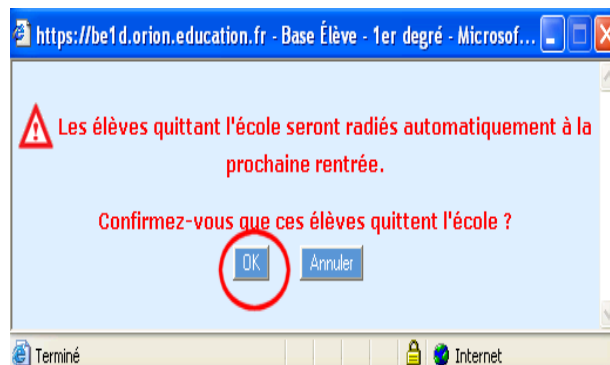 https://be1d.orion.education.fr - Base Élève - 1er degré - Microsof...
Les élèves quittant l'école seront radiés automatiquement à la
prochaine rentrée.
Confirmez-vous que ces élèves quittent l'école ?
OK Annuler
Terminé Internet